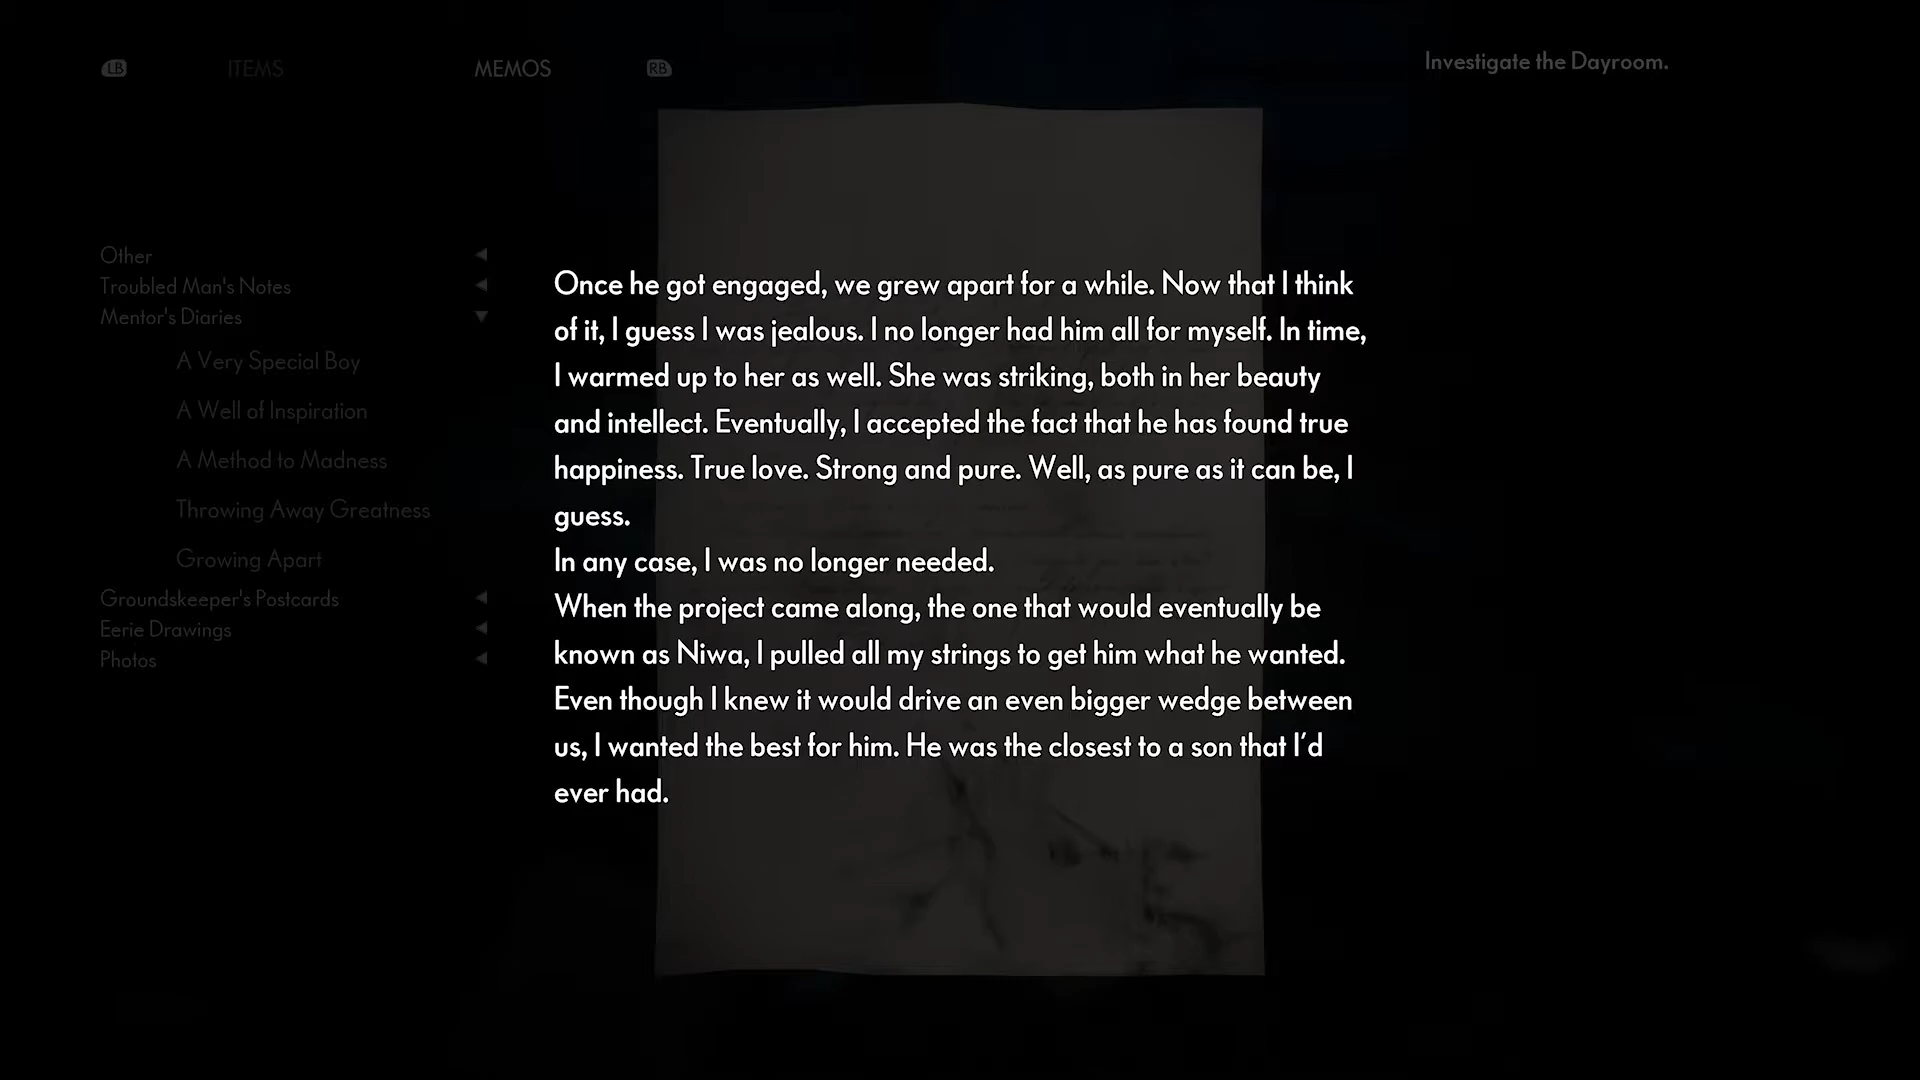 LB ITEMS MEMOS RB
Investigate the Dayroom.
Other
Troubled Man's Notes
Mentor's Diaries
A Very Special Boy
A Well of Inspiration
A Method to Madness
Throwing Away Greatness
Growing Apart
Groundskeeper's Postcards
Eerie Drawings
Photos
Once he got engaged, we grew apart for a while. Now that I think
of it, I guess I was jealous. I no longer had him all for myself. In time,
I warmed up to her as well. She was striking, both in her beauty
and intellect. Eventually, I accepted the fact that he has found true
happiness. True love. Strong and pure. Well, as pure as it can be, I
guess.
In any case, I was no longer needed.
When the project came along, the one that would eventually be
known as Niwa, I pulled all my strings to get him what he wanted.
Even though I knew it would drive an even bigger wedge between
us, I wanted the best for him. He was the closest to a son that I'd
ever had.